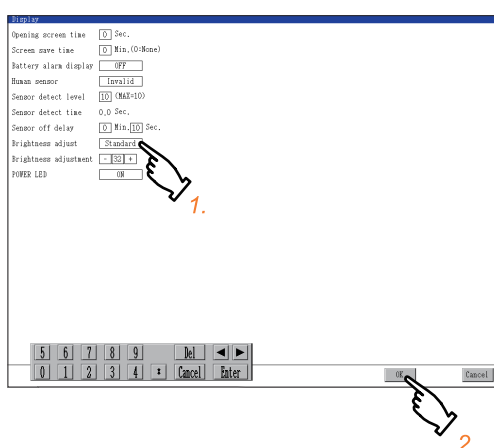 Display
Opening screen time 0 Sec.
Screen save time 0 Min.(0:None)
Battery alarm display OFF
Human sensor Invalid
Sensor detect level 10 (MAX=10)
Sensor detect time 0.0 Sec.
Sensor off delay 0 Min. 10 Sec.
Brightness adjust Standard
Brightness adjustment - 32 +
POWER LED ON
1.
5 6 7 8 9 Del ◀ ▶
0 1 2 3 4 Cancel Enter
OK Cancel
2.